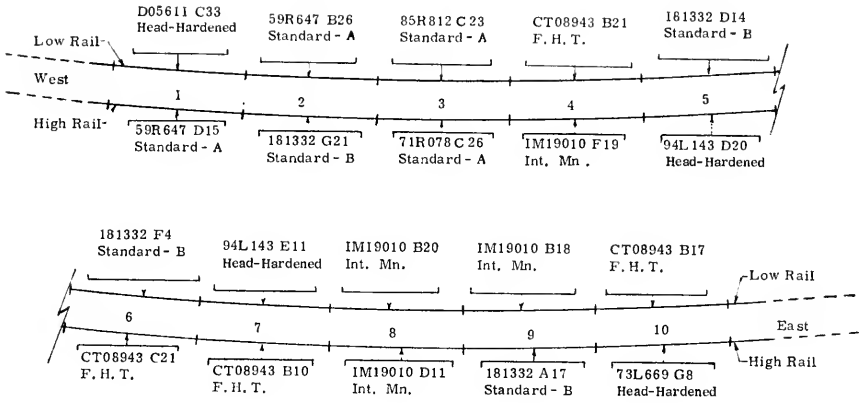 D05611 C33
Head-Hardened
59R647 B26
Standard - A
85R812 C 23
Standard - A
CT08943 B21
F. H. T.
181332 D14
Standard - B
Low Rail
West
1
2
3
4
5
High Rail
59R647 D15
Standard - A
181332 G21
Standard - B
71R078 C 26
Standard - A
IM19010 F19
Int. Mn .
94L143 D20
Head-Hardened
181332 F4
Standard - B
94L143 E11
Head-Hardened
IM19010 B20
Int. Mn.
IM19010 B18
Int. Mn.
CT08943 B17
F. H. T.
Low Rail
6
7
8
9
10
East
High Rail
CT08943 C21
F. H. T.
CT08943 B10
F. H. T.
IM19010 D11
Int. Mn.
181332 A17
Standard - B
73L669 G8
Head-Hardened